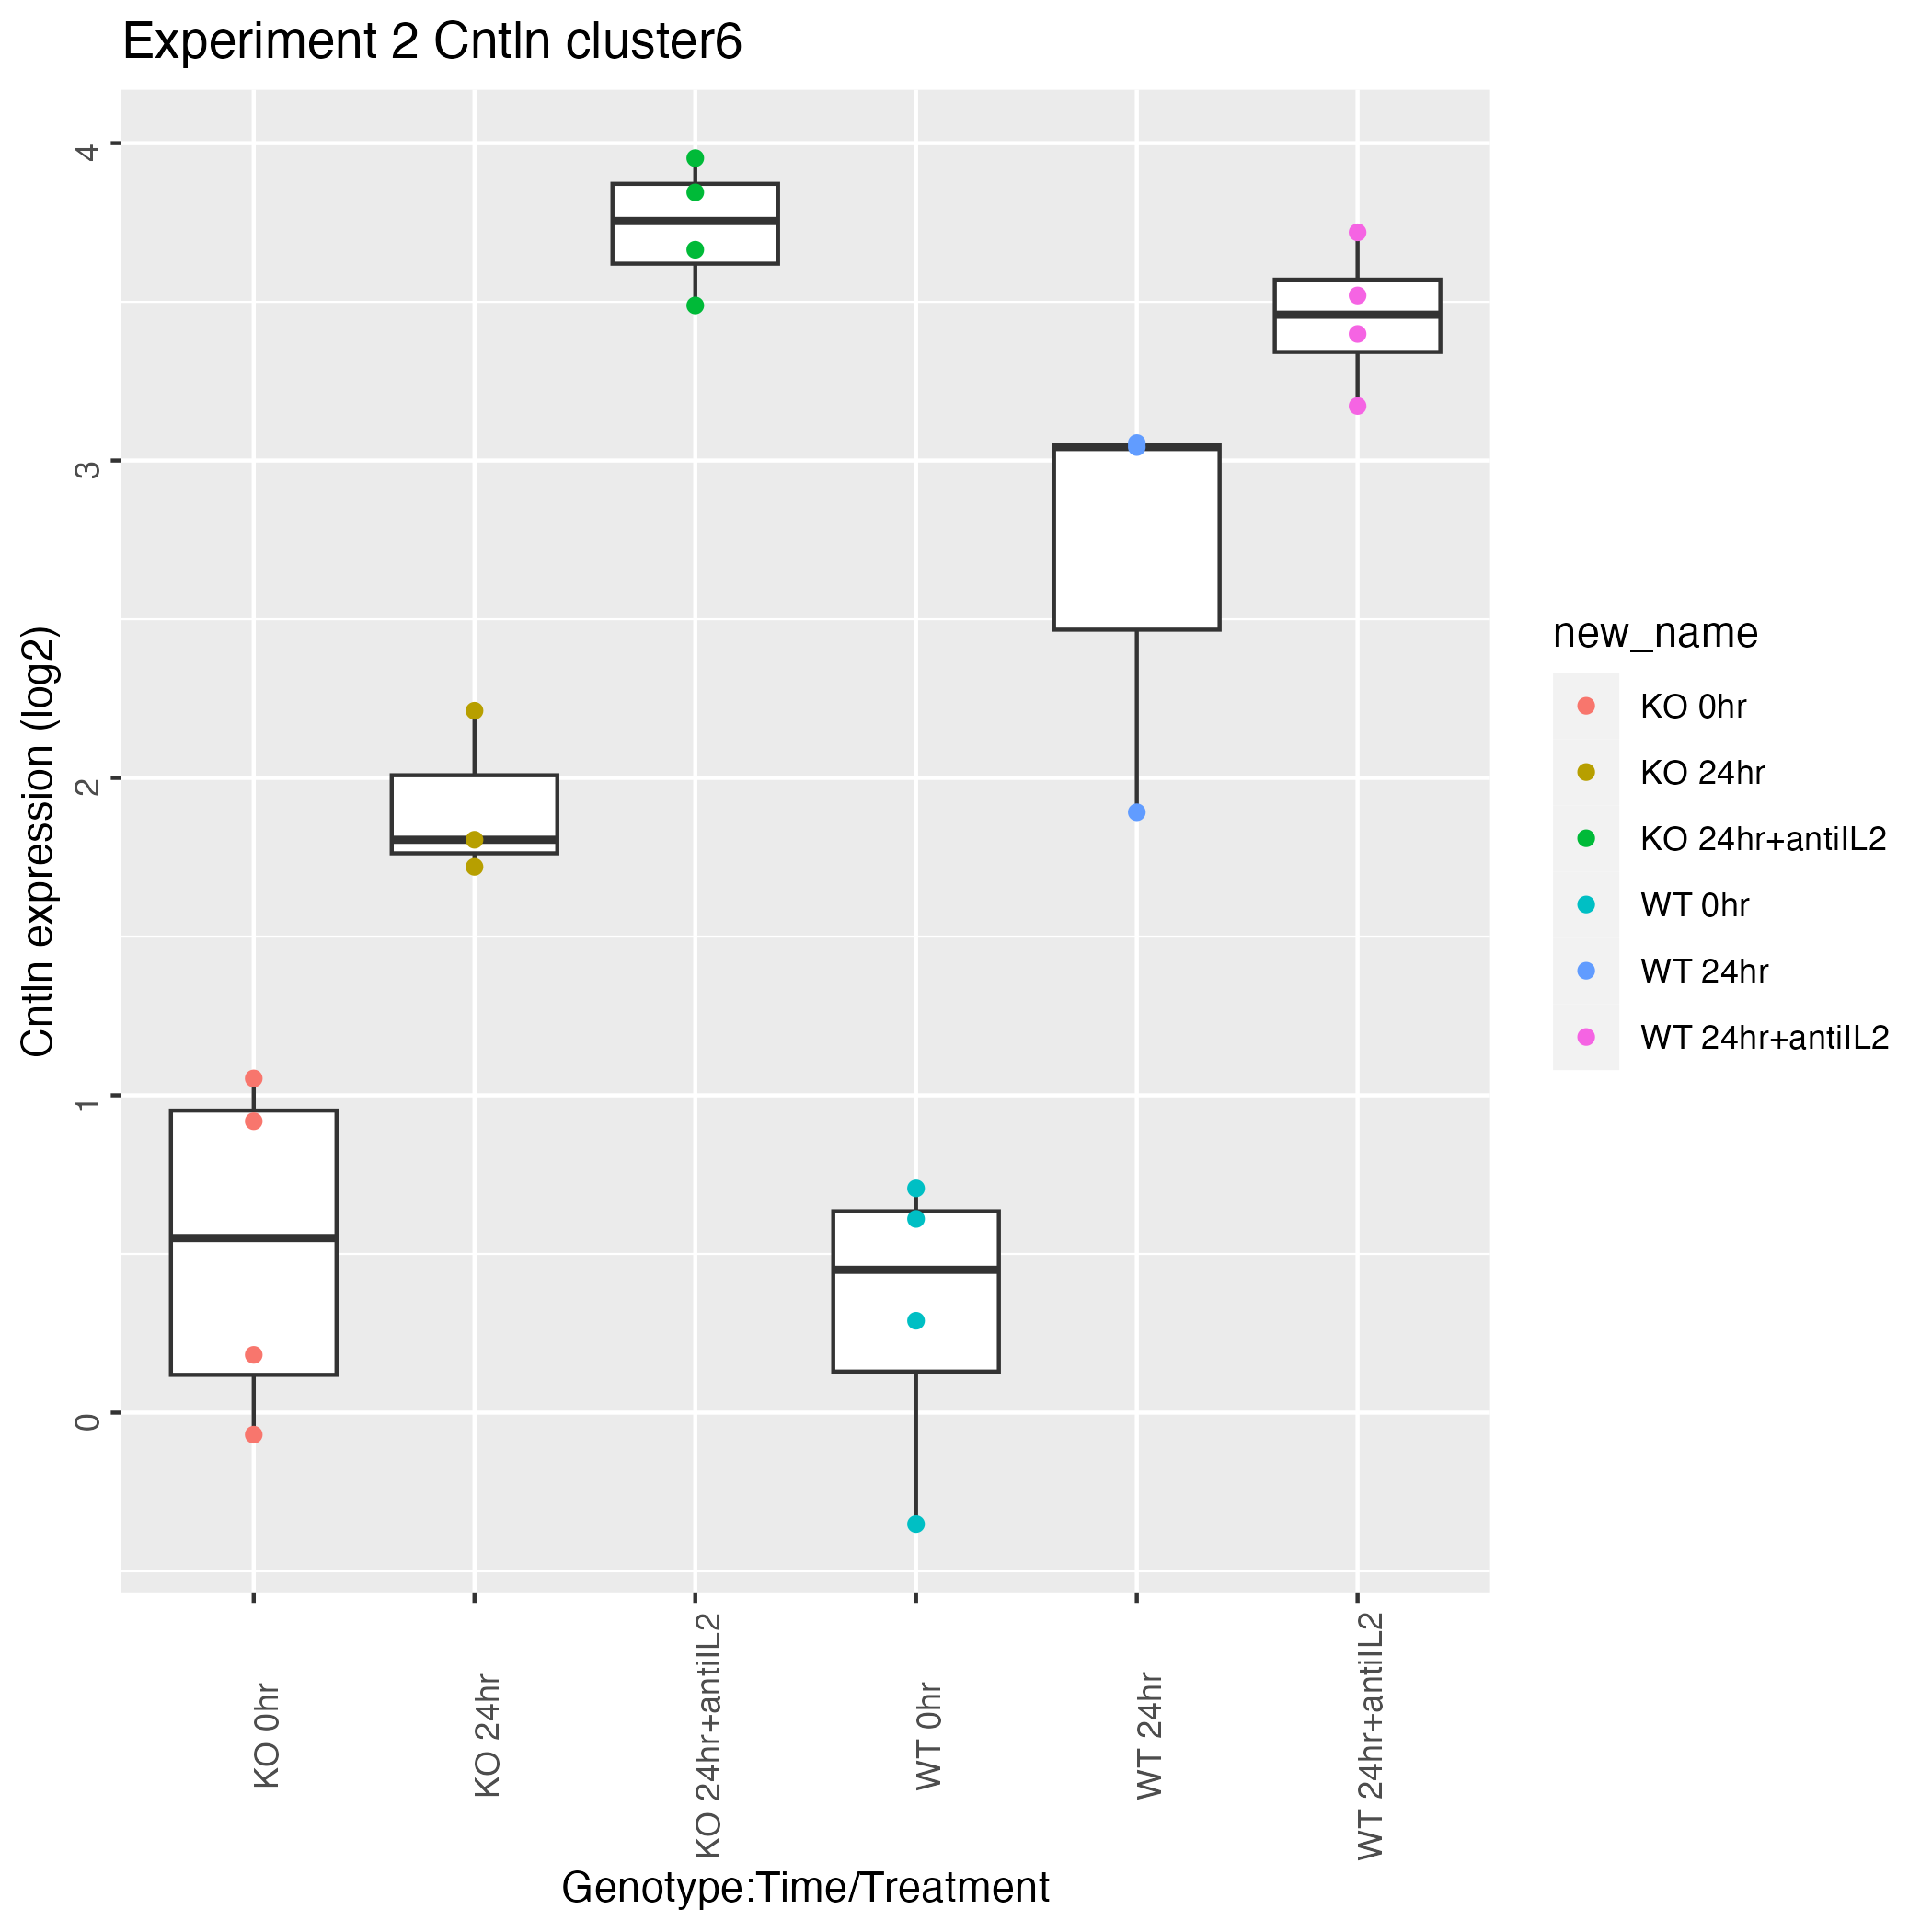 Experiment 2 Cntln cluster6
Cntln expression (log2)
4
3
2
1
0
KO 0hr
KO 24hr
KO 24hr+antiIL2
WT 0hr
WT 24hr
WT 24hr+antiIL2
Genotype:Time/Treatment
new_name
KO 0hr
KO 24hr
KO 24hr+antiIL2
WT 0hr
WT 24hr
WT 24hr+antiIL2